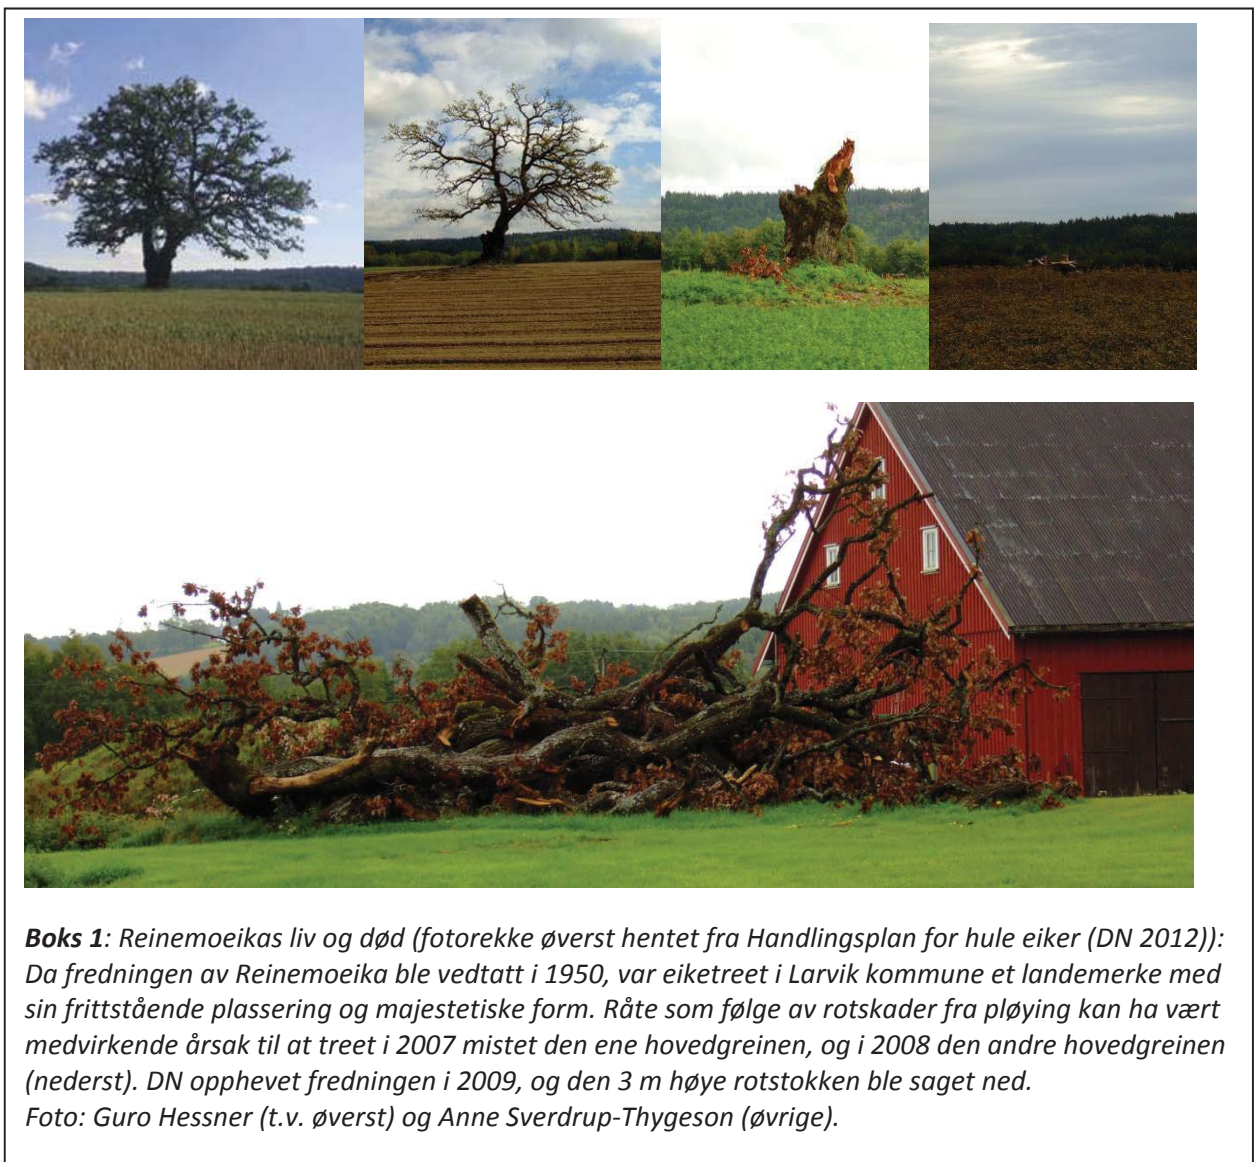 Boks 1: Reinemoeikas liv og død (fotorekke øverst hentet fra Handlingsplan for hule eiker (DN 2012)):
Da fredningen av Reinemoeika ble vedtatt i 1950, var eiketreet i Larvik kommune et landemerke med
sin frittstående plassering og majestetiske form. Råte som følge av rotskader fra pløying kan ha vært
medvirkende årsak til at treet i 2007 mistet den ene hovedgreinen, og i 2008 den andre hovedgreinen
(nederst). DN opphevet fredningen i 2009, og den 3 m høye rotstokken ble saget ned.
Foto: Guro Hessner (t.v. øverst) og Anne Sverdrup-Thygeson (øvrige).